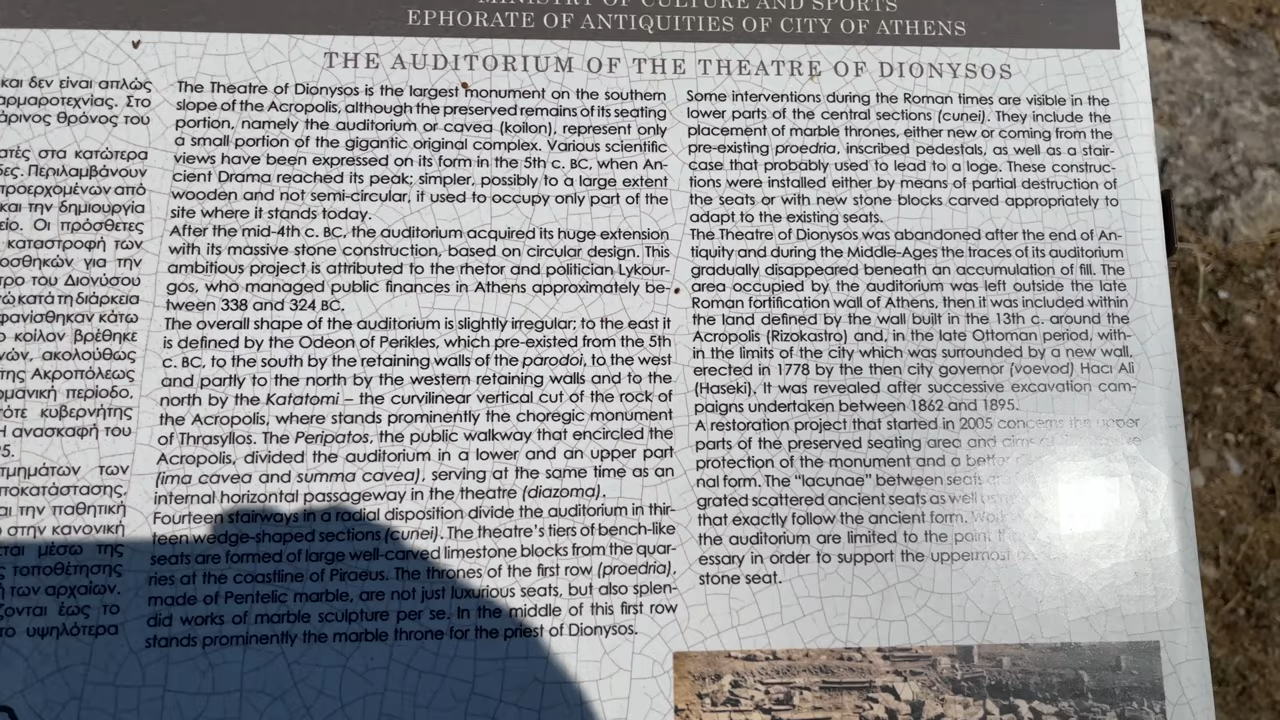 MINISTRY OF CULTURE AND SPORTS
EPHORATE OF ANTIQUITIES OF CITY OF ATHENS
THE AUDITORIUM OF THE THEATRE OF DIONYSOS
και δεν είναι απλώς
αρμαροτεχνίας. Στο
άρινος θρόνος του
ατές στα κατώτερα
δες. Περιλαμβάνουν
προερχομένων από
και την δημιουργία
είο. Οι πρόσθετες
καταστροφή των
οσθηκών για την
τρο του Διονύσου
ώ κατά τη διάρκεια
φανίσθηκαν κάτω
ο κοίλον βρέθηκε
νών, ακολούθως
της Ακροπόλεως
ομανική περίοδο,
τότε κυβερνήτης
Η ανασκαφή του
95.
τμημάτων των
ποκατάστασης,
αι την παθητική
ο στην κανονική
εται μέσω της
ς τοποθέτησης
ή των αρχαίων.
ζονται έως το
το υψηλότερα
The Theatre of Dionysos is the largest monument on the southern
slope of the Acropolis, although the preserved remains of its seating
portion, namely the auditorium or cavea (koilon), represent only
a small portion of the gigantic original complex. Various scientific
views have been expressed on its form in the 5th c. BC, when An-
cient Drama reached its peak; simpler, possibly to a large extent
wooden and not semi-circular, it used to occupy only part of the
site where it stands today.
After the mid-4th c. BC, the auditorium acquired its huge extension
with its massive stone construction, based on circular design. This
ambitious project is attributed to the rhetor and politician Lykour-
gos, who managed public finances in Athens approximately be-
tween 338 and 324 BC.
The overall shape of the auditorium is slightly irregular; to the east it
is defined by the Odeon of Perikles, which pre-existed from the 5th
c. BC, to the south by the retaining walls of the parodoi, to the west
and partly to the north by the western retaining walls and to the
north by the Katatomi – the curvilinear vertical cut of the rock of
the Acropolis, where stands prominently the choregic monument
of Thrasyllos. The Peripatos, the public walkway that encircled the
Acropolis, divided the auditorium in a lower and an upper part
(ima cavea and summa cavea), serving at the same time as an
internal horizontal passageway in the theatre (diazoma).
Fourteen stairways in a radial disposition divide the auditorium in thir-
teen wedge-shaped sections (cunei). The theatre's tiers of bench-like
seats are formed of large well-carved limestone blocks from the quar-
ries at the coastline of Piraeus. The thrones of the first row (proedria),
made of Pentelic marble, are not just luxurious seats, but also splen-
did works of marble sculpture per se. In the middle of this first row
stands prominently the marble throne for the priest of Dionysos.
Some interventions during the Roman times are visible in the
lower parts of the central sections (cunei). They include the
placement of marble thrones, either new or coming from the
pre-existing proedria, inscribed pedestals, as well as a stair-
case that probably used to lead to a loge. These construc-
tions were installed either by means of partial destruction of
the seats or with new stone blocks carved appropriately to
adapt to the existing seats.
The Theatre of Dionysos was abandoned after the end of An-
tiquity and during the Middle-Ages the traces of its auditorium
gradually disappeared beneath an accumulation of fill. The
area occupied by the auditorium was left outside the late
Roman fortification wall of Athens, then it was included within
the land defined by the wall built in the 13th c. around the
Acropolis (Rizokastro) and, in the late Ottoman period, with-
in the limits of the city which was surrounded by a new wall,
erected in 1778 by the then city governor (voevod) Hacı Ali
(Haseki). It was revealed after successive excavation cam-
paigns undertaken between 1862 and 1895.
A restoration project that started in 2005 concerns the upper
parts of the preserved seating area and aims at
protection of the monument and a better
nal form. The "lacunae" between seats
grated scattered ancient seats as well
that exactly follow the ancient form.
the auditorium are limited to the point
essary in order to support the uppermost
stone seat.